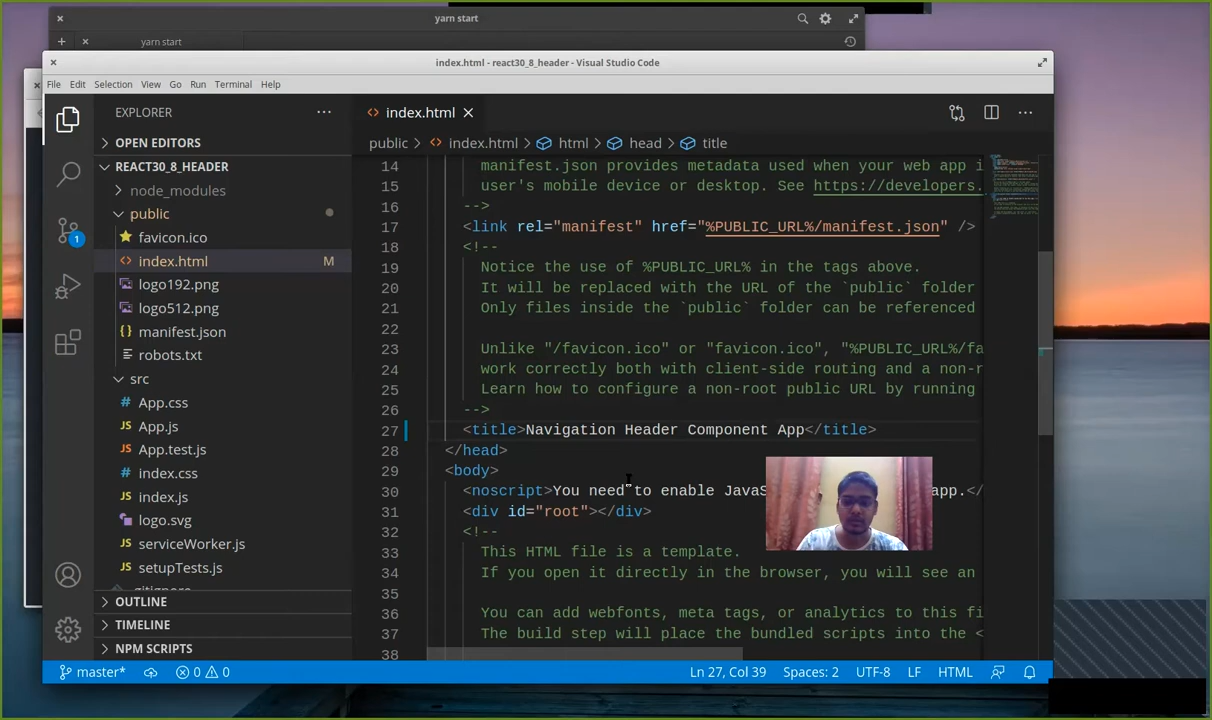 yarn start
yarn start
index.html - react30_8_header - Visual Studio Code
File Edit Selection View Go Run Terminal Help
EXPLORER
OPEN EDITORS
REACT30_8_HEADER
node_modules
public
favicon.ico
index.html M
logo192.png
logo512.png
manifest.json
robots.txt
src
App.css
App.js
App.test.js
index.css
index.js
logo.svg
serviceWorker.js
setupTests.js
.gitignore
OUTLINE
TIMELINE
NPM SCRIPTS
1
index.html
public > index.html > html > head > title
14 manifest.json provides metadata used when your web app i
15 user's mobile device or desktop. See https://developers.
16 -->
17 <link rel="manifest" href="%PUBLIC_URL%/manifest.json" />
18 <!--
19 Notice the use of %PUBLIC_URL% in the tags above.
20 It will be replaced with the URL of the `public` folder
21 Only files inside the `public` folder can be referenced
22
23 Unlike "/favicon.ico" or "favicon.ico", "%PUBLIC_URL%/fa
24 work correctly both with client-side routing and a non-r
25 Learn how to configure a non-root public URL by running
26 -->
27 <title>Navigation Header Component App</title>
28 </head>
29 <body>
30 <noscript>You need to enable JavaS app.</
31 <div id="root"></div>
32 <!--
33 This HTML file is a template.
34 If you open it directly in the browser, you will see an
35
36 You can add webfonts, meta tags, or analytics to this fi
37 The build step will place the bundled scripts into the <
38
master* 0 0 Ln 27, Col 39 Spaces: 2 UTF-8 LF HTML